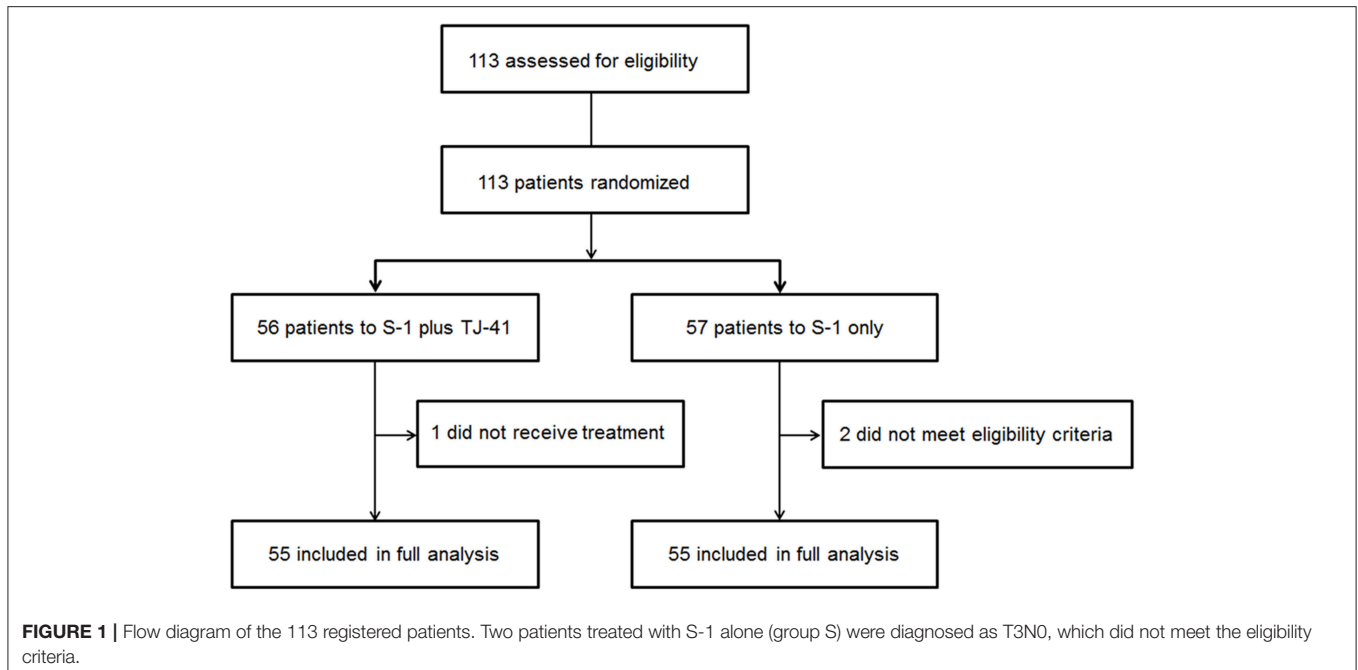 113 assessed for eligibility
113 patients randomized
56 patients to S-1 plus TJ-41
57 patients to S-1 only
1 did not receive treatment
2 did not meet eligibility criteria
55 included in full analysis
55 included in full analysis
FIGURE 1 | Flow diagram of the 113 registered patients. Two patients treated with S-1 alone (group S) were diagnosed as T3N0, which did not meet the eligibility
criteria.